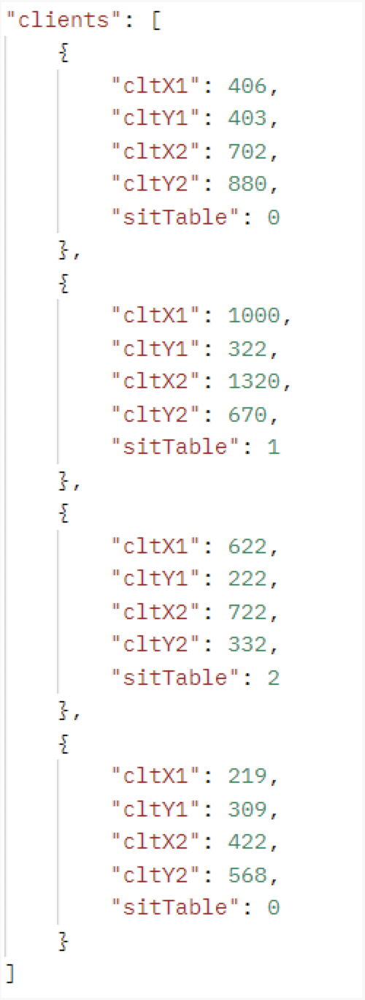 "clients": [
{
"cltX1": 406,
"cltY1": 403,
"cltX2": 702,
"cltY2": 880,
"sitTable": 0
},
{
"cltX1": 1000,
"cltY1": 322,
"cltX2": 1320,
"cltY2": 670,
"sitTable": 1
},
{
"cltX1": 622,
"cltY1": 222,
"cltX2": 722,
"cltY2": 332,
"sitTable": 2
},
{
"cltX1": 219,
"cltY1": 309,
"cltX2": 422,
"cltY2": 568,
"sitTable": 0
}
]